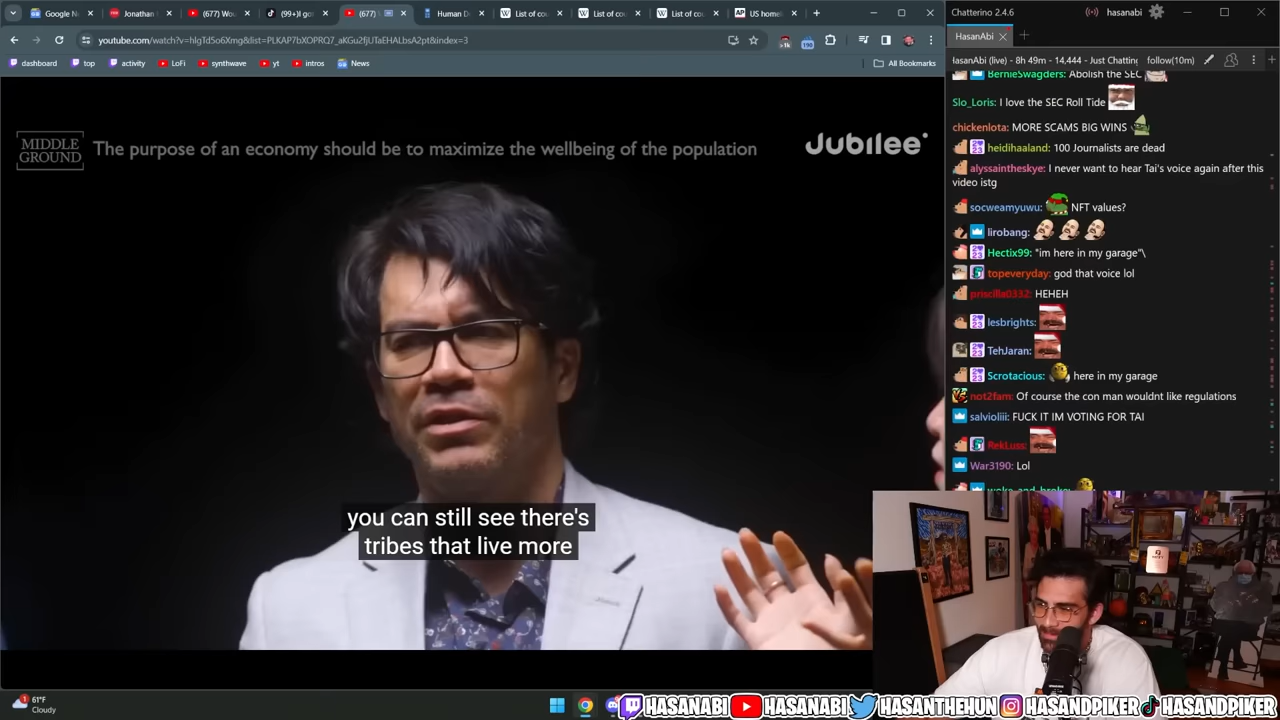 Google N
Jonathan
(677) Wou
(99+)
(677)
Human D
List of co
List of co
List of co
US home
Chatterino 2.4.6
hasanabi
youtube.com/watch?v=hlgTd5o6Xmg&list=PLKAP7bXOPRQ7_aKGu2fjUTaEHALbsA2pt&index=3
HasanAbi
dashboard
top
activity
LoFi
synthwave
yt
intros
News
All Bookmarks
HasanAbi (live) - 8h 49m - 14,444 - Just Chatting
follow(10m)
BernieSwagders: Abolish the SEC
Slo_Loris: I love the SEC Roll Tide
chickenlota: MORE SCAMS BIG WINS
heidihaaland: 100 Journalists are dead
alyssaintheskye: I never want to hear Tai's voice again after this
video istg
socweamyuwu: NFT values?
lirobang:
Hectix99: "im here in my garage"\
topeveryday: god that voice lol
priscilla0332: HEHEH
lesbrights:
TehJaran:
Scrotacious: here in my garage
not2fam: Of course the con man wouldnt like regulations
salvioliii: FUCK IT IM VOTING FOR TAI
RekLuss:
War3190: Lol
woke_and_broke:
MIDDLE
GROUND
The purpose of an economy should be to maximize the wellbeing of the population
Jubilee
you can still see there's
tribes that live more
61°F
Cloudy
HASANABI
HASANABI
HASANTHEHUN
HASANDPIKER
HASANDPIKER